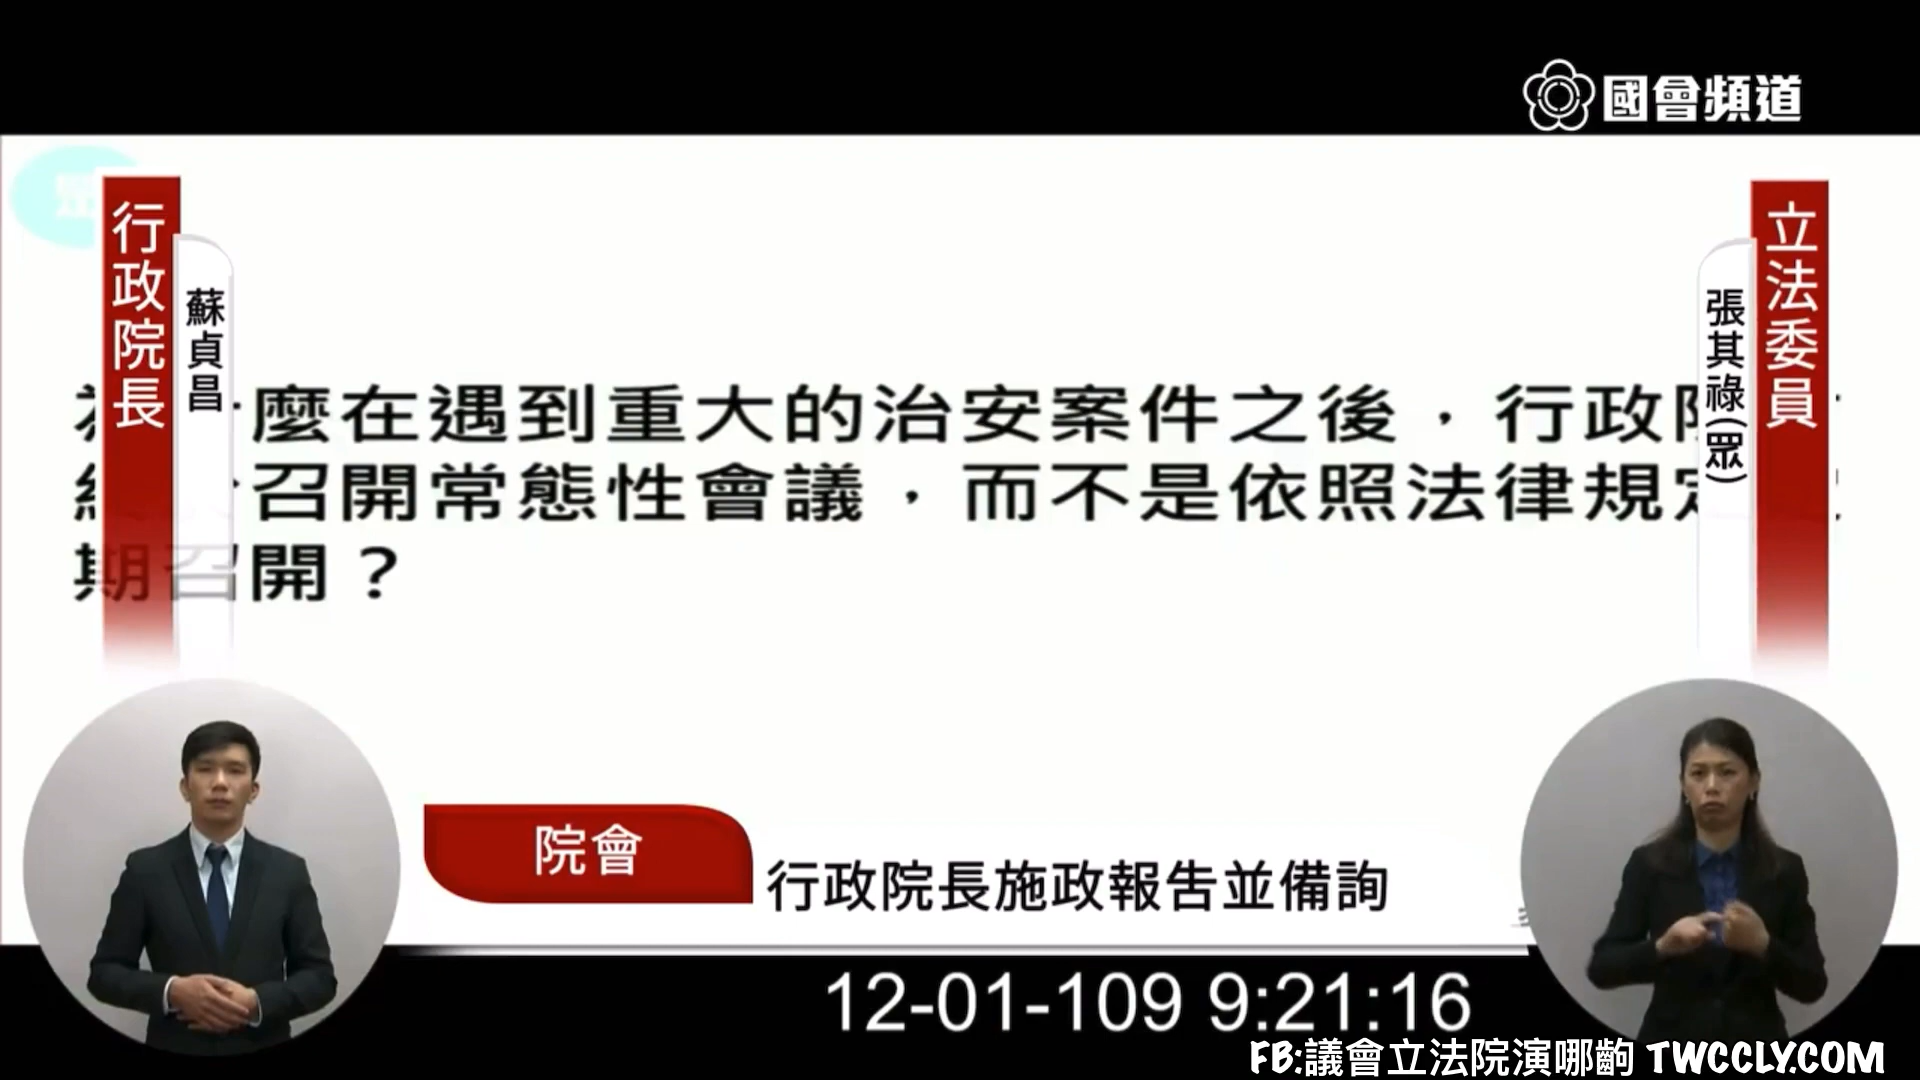 國會頻道
行政院長
蘇貞昌
立法委員
張其祿(眾)
麼在遇到重大的治安案件之後,行政
召開常態性會議,而不是依照法律規定
期召開?
院會
行政院長施政報告並備詢
12-01-109 9:21:16
FB:議會立法院演哪齣 TWCCLY.COM